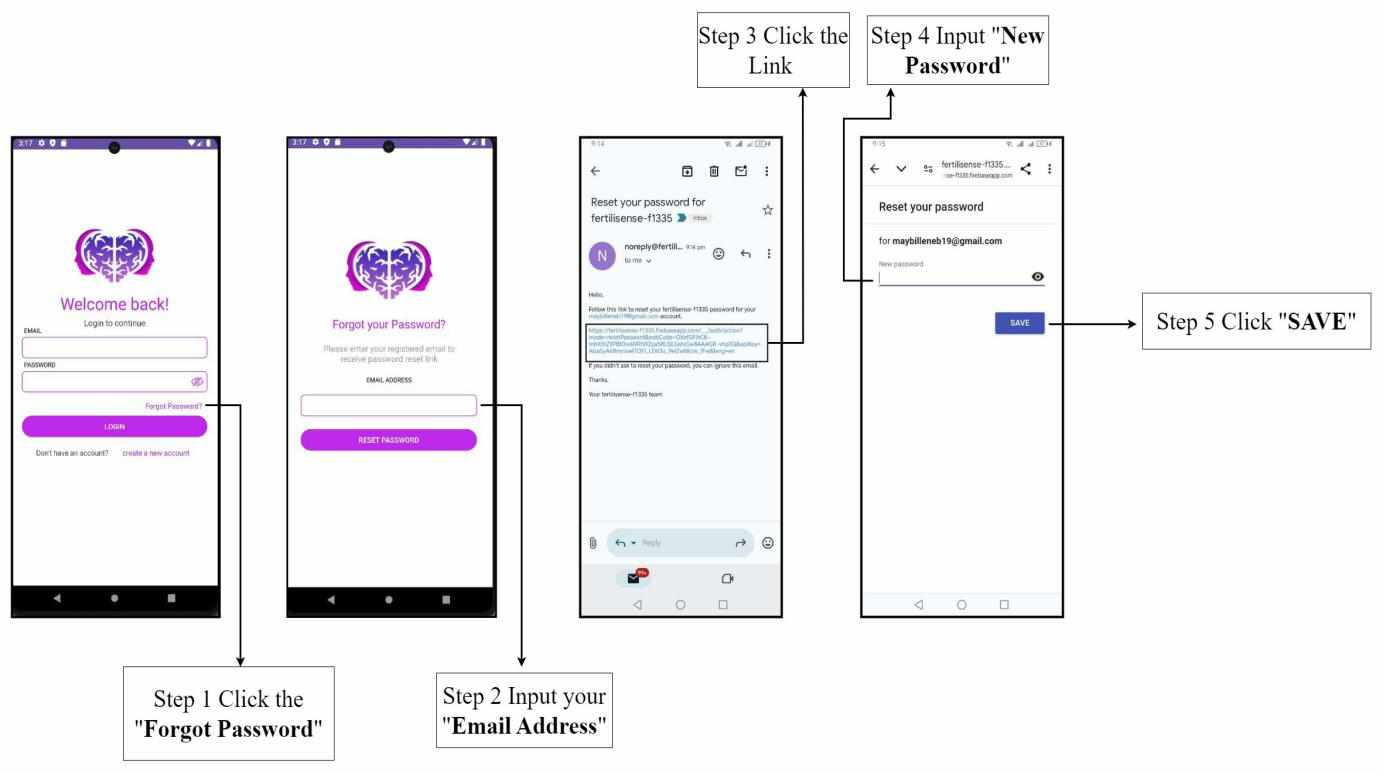 Step 3 Click the
Link
Step 4 Input "New
Password"
3:17
Welcome back!
Login to continue
EMAIL
PASSWORD
Forgot Password?
LOGIN
Don't have an account? create a new account
3:17
Forgot your Password?
Please enter your registered email to
receive password reset link
EMAIL ADDRESS
RESET PASSWORD
9:14
Reset your password for
fertilisense-f1335 Inbox
N
noreply@fertili... 9:14 pm
to me
Hello,
Follow this link to reset your fertilisense-f1335 password for your
maybilleneb19@gmail.com account.
If you didn't ask to reset your password, you can ignore this email.
Thanks,
Your fertilisense-f1335 team
Reply
99+
9:15
fertilisense-f1335....
-se-f1335.firebaseapp.com
Reset your password
for maybilleneb19@gmail.com
New password
SAVE
Step 5 Click "SAVE"
Step 1 Click the
"Forgot Password"
Step 2 Input your
"Email Address"